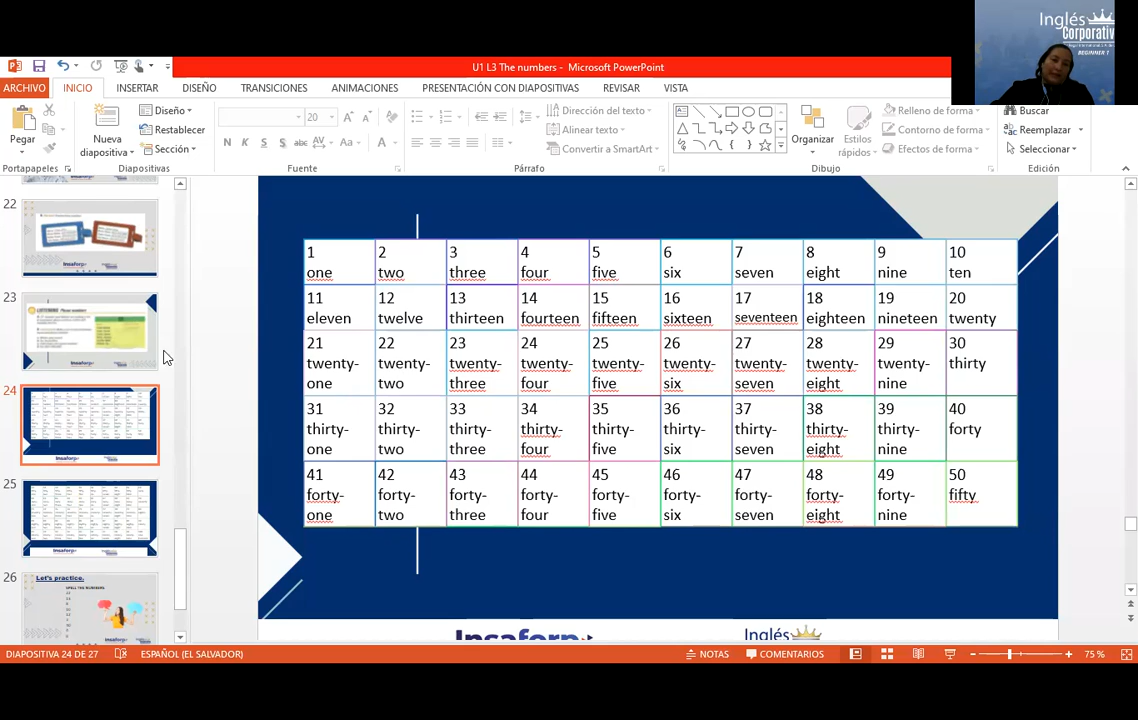 Inglés
Corporativo
BEGINNER 1
U1 L3 The numbers - Microsoft PowerPoint
ARCHIVO INICIO INSERTAR DISEÑO TRANSICIONES ANIMACIONES PRESENTACIÓN CON DIAPOSITIVAS REVISAR VISTA
Pegar
Nueva
diapositiva
Diseño
Restablecer
Sección
20
N K S S abc AV Aa A
Dirección del texto
Alinear texto
Convertir a SmartArt
Organizar
Estilos
rápidos
Relleno de forma
Contorno de forma
Efectos de forma
Buscar
Reemplazar
Seleccionar
Portapapeles Diapositivas Fuente Párrafo Dibujo Edición
22
23
24
25
26
Let's practice.
SPELL THE NUMBERS
1 2 3 4 5 6 7 8 9 10
one two three four five six seven eight nine ten
11 12 13 14 15 16 17 18 19 20
eleven twelve thirteen fourteen fifteen sixteen seventeen eighteen nineteen twenty
21 22 23 24 25 26 27 28 29 30
twenty- twenty- twenty- twenty- twenty- twenty- twenty- twenty- twenty- thirty
one two three four five six seven eight nine
31 32 33 34 35 36 37 38 39 40
thirty- thirty- thirty- thirty- thirty- thirty- thirty- thirty- thirty- forty
one two three four five six seven eight nine
41 42 43 44 45 46 47 48 49 50
forty- forty- forty- forty- forty- forty- forty- forty- forty- fifty
one two three four five six seven eight nine
Insaforp
Inglés
DIAPOSITIVA 24 DE 27 ESPAÑOL (EL SALVADOR) NOTAS COMENTARIOS 75 %